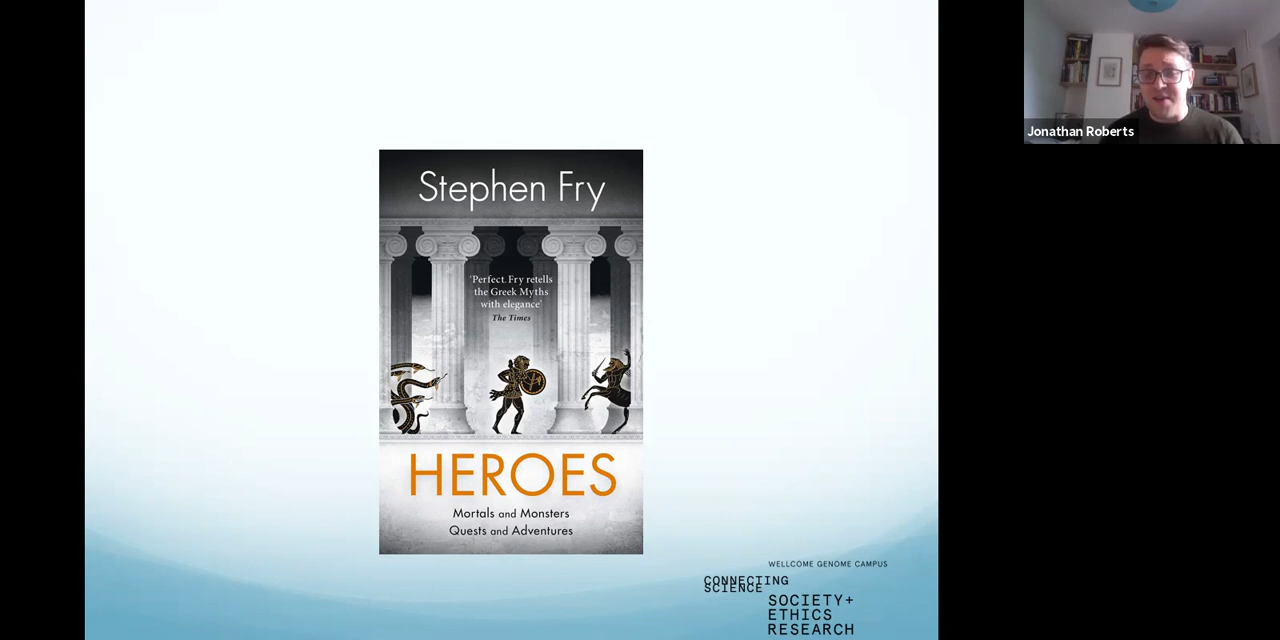 Stephen Fry
'Perfect. Fry retells
the Greek Myths
with elegance'
The Times
HEROES
Mortals and Monsters
Quests and Adventures
WELLCOME GENOME CAMPUS
CONNECTING
SCIENCE
SOCIETY+
ETHICS
RESEARCH
Jonathan Roberts